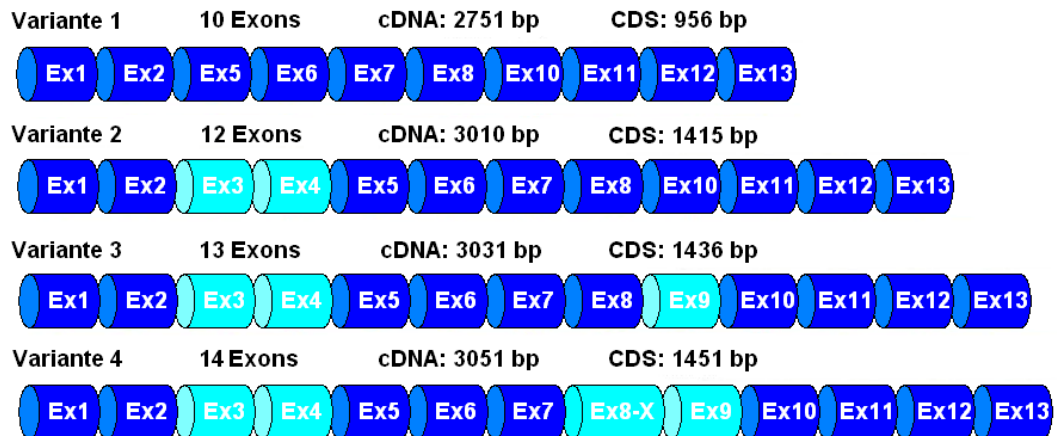 Variante 1 10 Exons cDNA: 2751 bp CDS: 956 bp
Ex1 Ex2 Ex5 Ex6 Ex7 Ex8 Ex10 Ex11 Ex12 Ex13
Variante 2 12 Exons cDNA: 3010 bp CDS: 1415 bp
Ex1 Ex2 Ex3 Ex4 Ex5 Ex6 Ex7 Ex8 Ex10 Ex11 Ex12 Ex13
Variante 3 13 Exons cDNA: 3031 bp CDS: 1436 bp
Ex1 Ex2 Ex3 Ex4 Ex5 Ex6 Ex7 Ex8 Ex9 Ex10 Ex11 Ex12 Ex13
Variante 4 14 Exons cDNA: 3051 bp CDS: 1451 bp
Ex1 Ex2 Ex3 Ex4 Ex5 Ex6 Ex7 Ex8-X Ex9 Ex10 Ex11 Ex12 Ex13